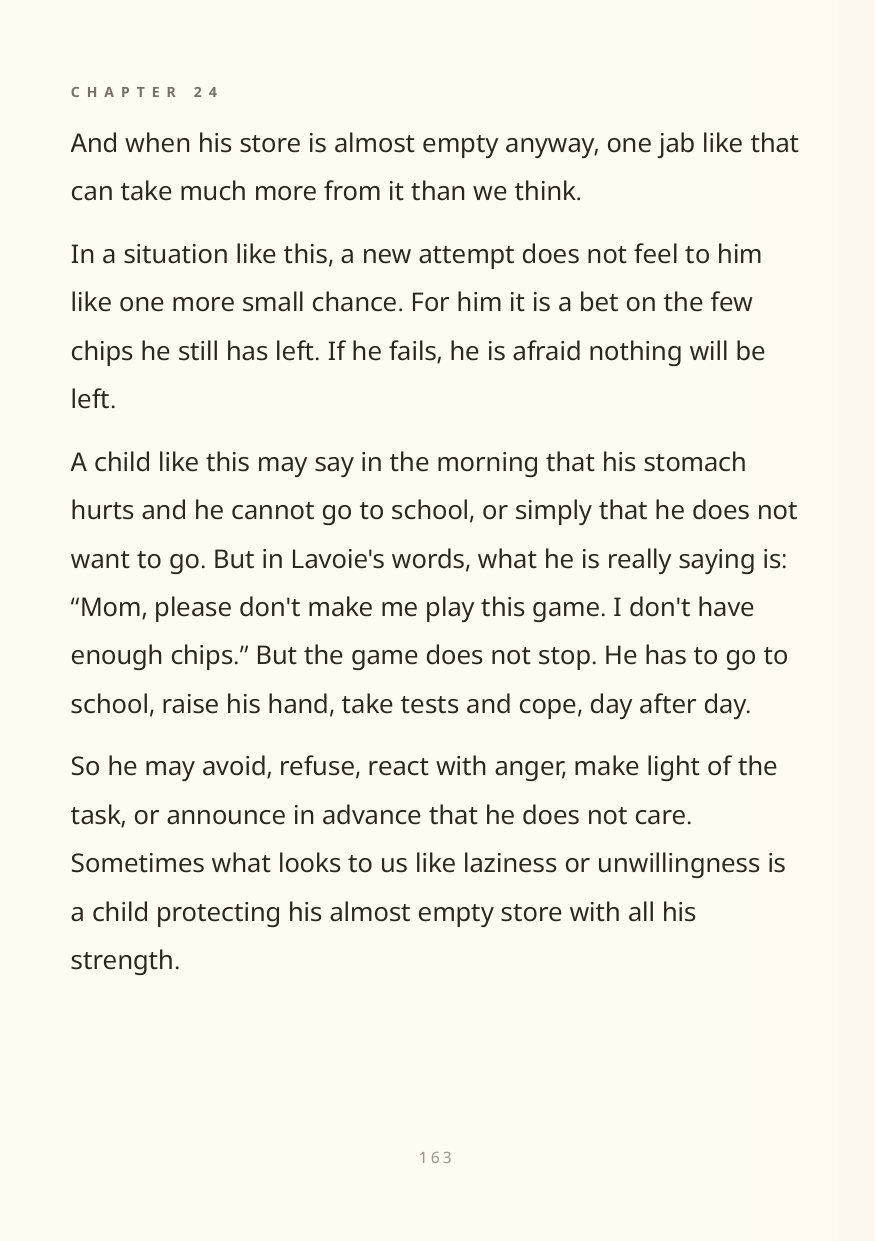 CHAPTER 24
And when his store is almost empty anyway, one jab like that
can take much more from it than we think.
In a situation like this, a new attempt does not feel to him
like one more small chance. For him it is a bet on the few
chips he still has left. If he fails, he is afraid nothing will be
left.
A child like this may say in the morning that his stomach
hurts and he cannot go to school, or simply that he does not
want to go. But in Lavoie's words, what he is really saying is:
“Mom, please don't make me play this game. I don't have
enough chips.” But the game does not stop. He has to go to
school, raise his hand, take tests and cope, day after day.
So he may avoid, refuse, react with anger, make light of the
task, or announce in advance that he does not care.
Sometimes what looks to us like laziness or unwillingness is
a child protecting his almost empty store with all his
strength.
163